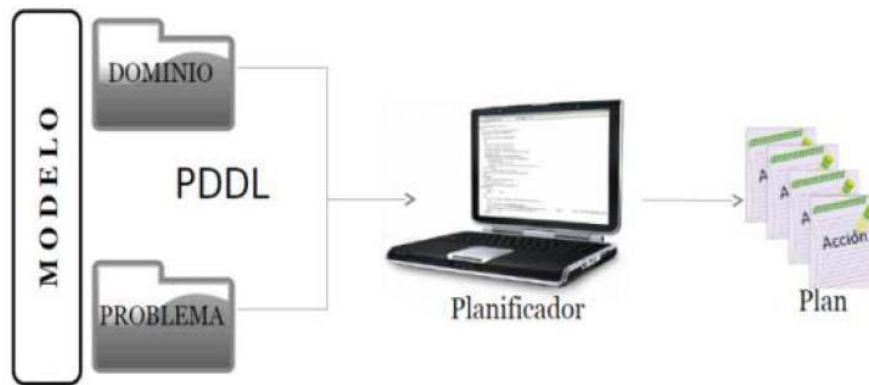 MODELO
DOMINIO
PDDL
PROBLEMA
Planificador
A
A
A
Acción
Plan